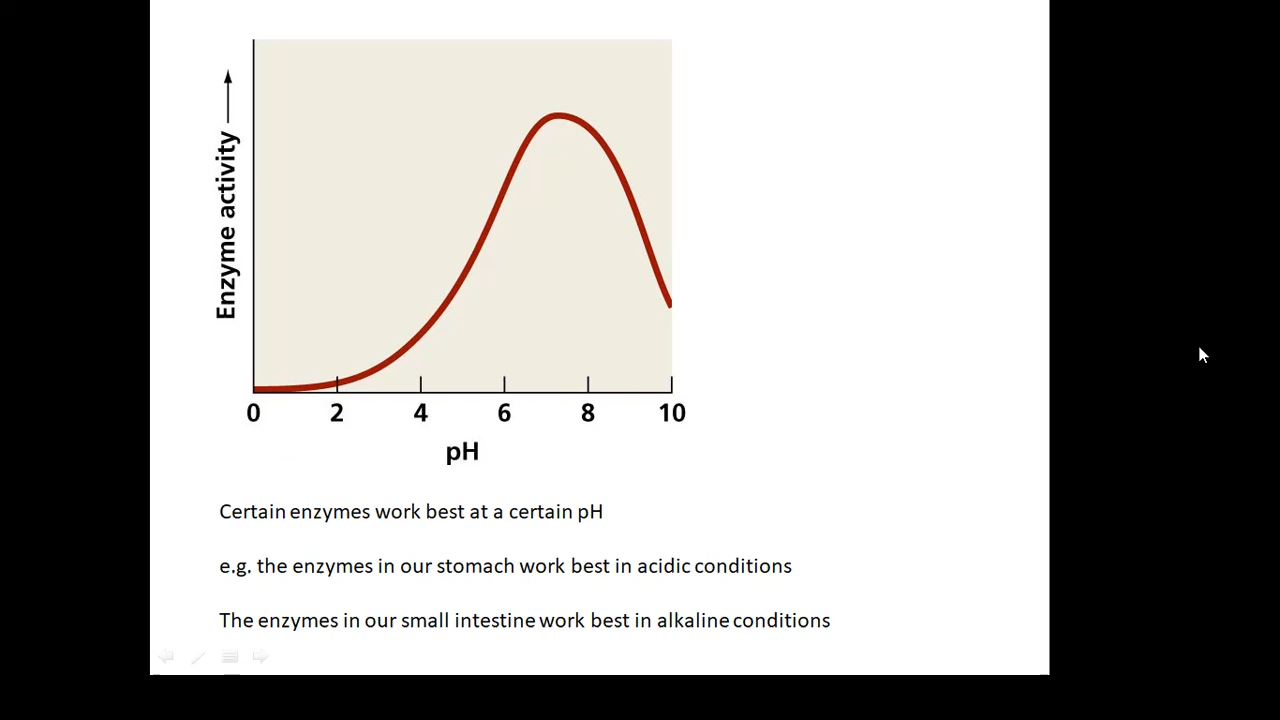 Enzyme activity
0 2 4 6 8 10
pH
Certain enzymes work best at a certain pH
e.g. the enzymes in our stomach work best in acidic conditions
The enzymes in our small intestine work best in alkaline conditions